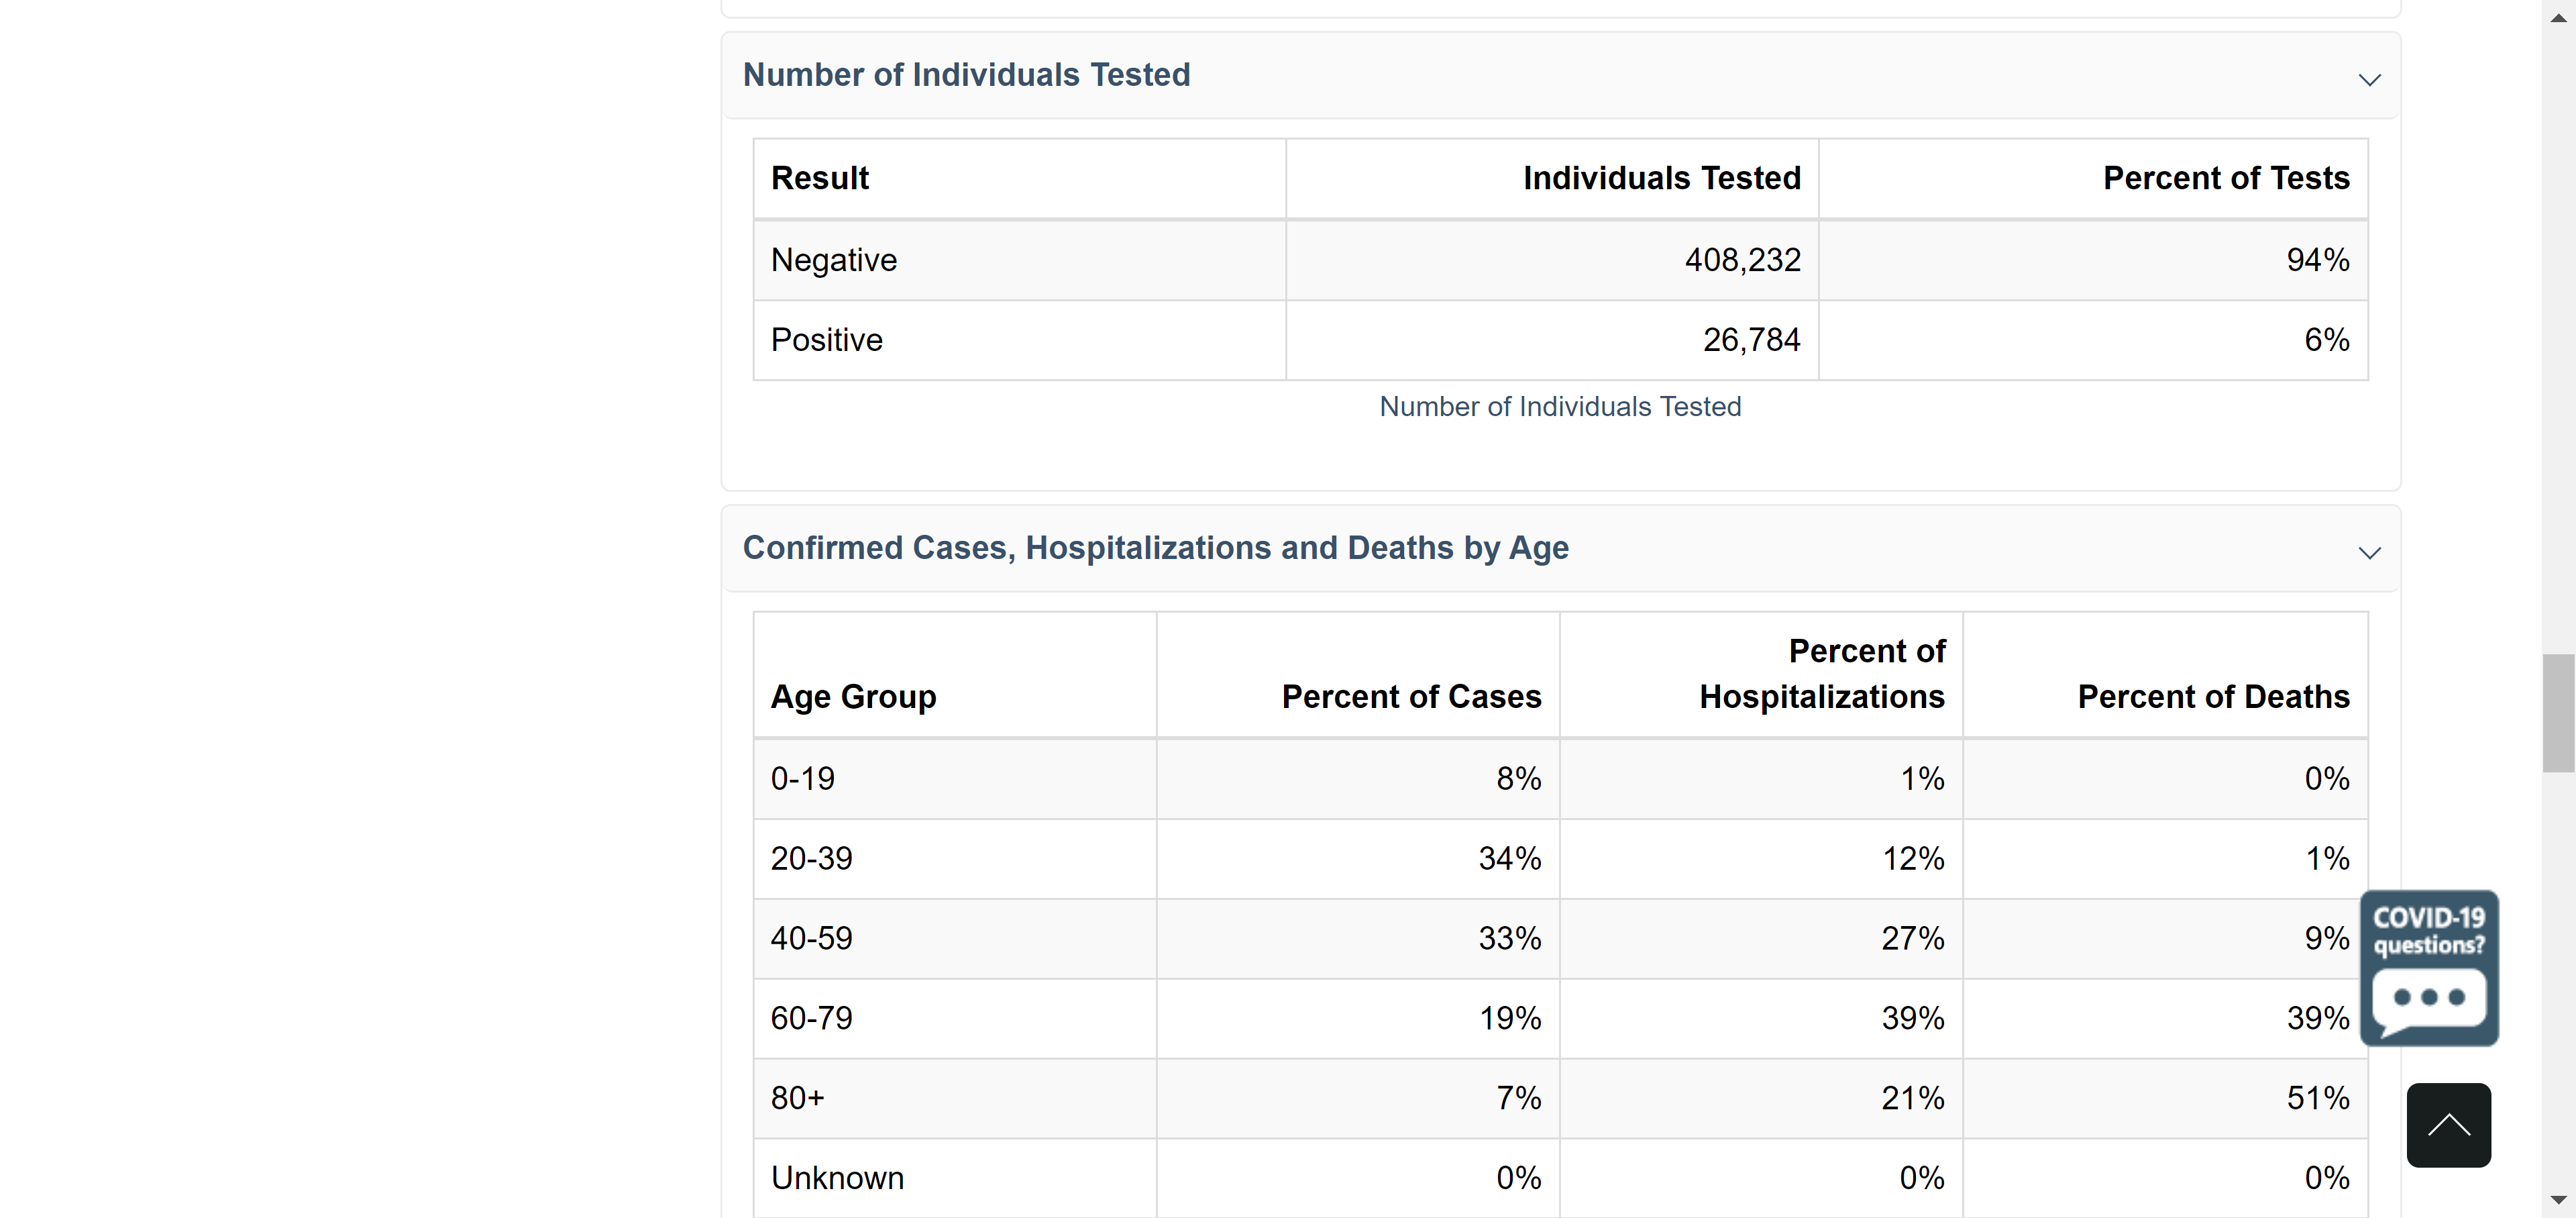 Number of Individuals Tested
Result Individuals Tested Percent of Tests
Negative 408,232 94%
Positive 26,784 6%
Number of Individuals Tested
Confirmed Cases, Hospitalizations and Deaths by Age
Age Group Percent of Cases Percent of Hospitalizations Percent of Deaths
0-19 8% 1% 0%
20-39 34% 12% 1%
40-59 33% 27% 9%
60-79 19% 39% 39%
80+ 7% 21% 51%
Unknown 0% 0% 0%
COVID-19
questions?